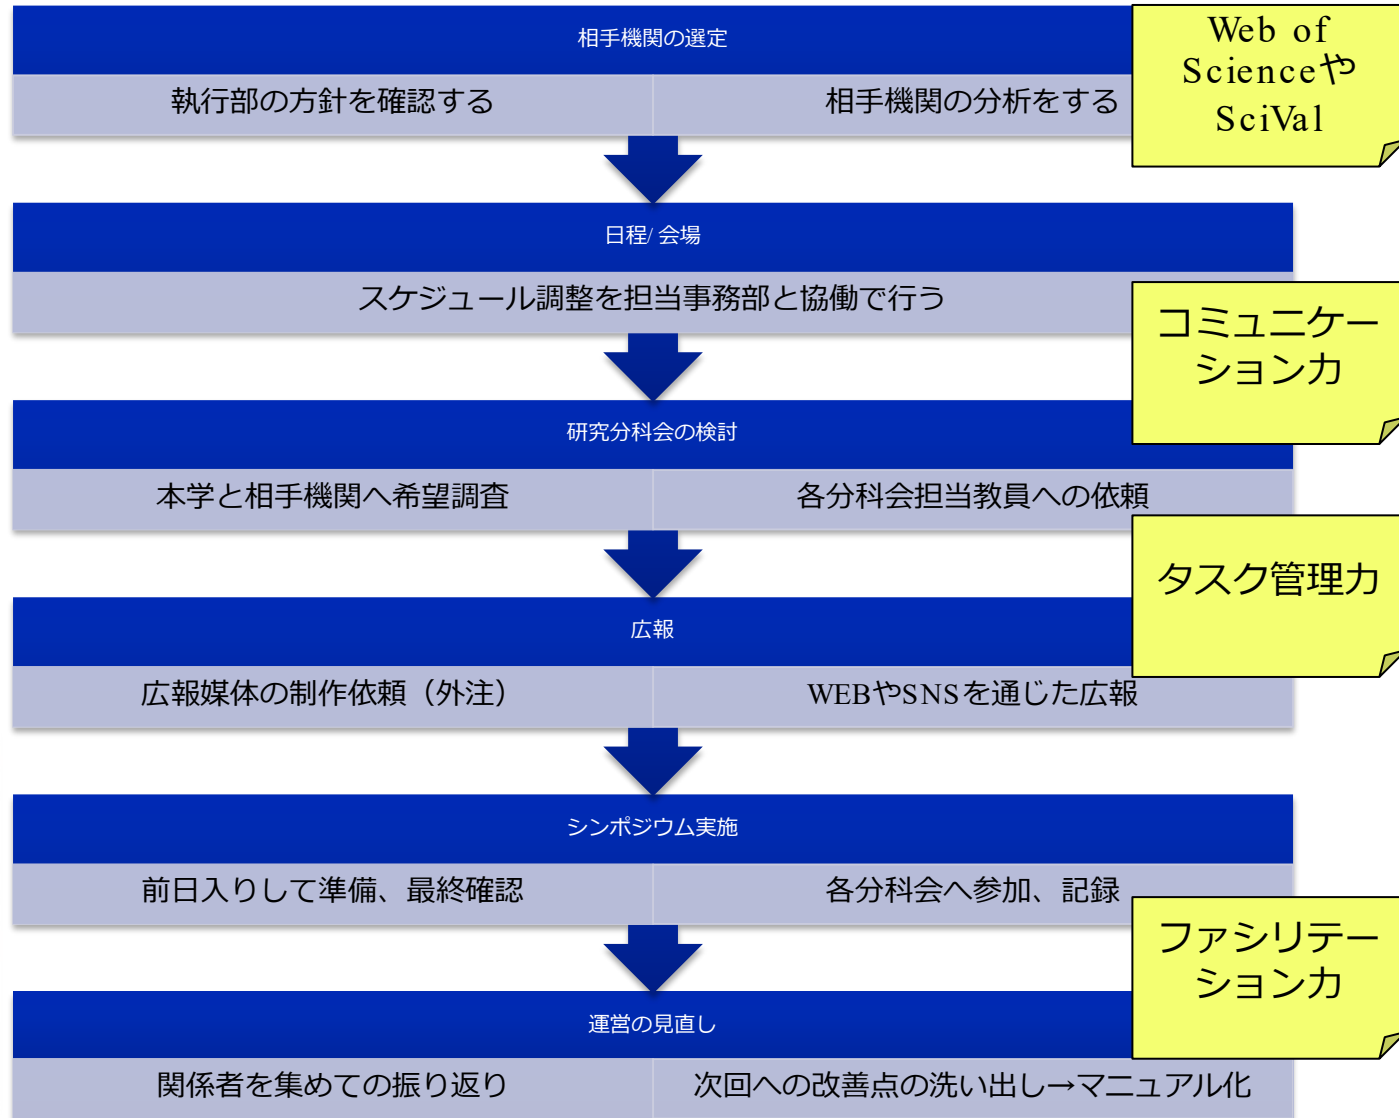 相手機関の選定
執行部の方針を確認する
相手機関の分析をする
Web of
Scienceや
SciVal
日程/会場
スケジュール調整を担当事務部と協働で行う
コミュニケー
ション力
研究分科会の検討
本学と相手機関へ希望調査
各分科会担当教員への依頼
タスク管理力
広報
広報媒体の制作依頼（外注）
WEBやSNSを通じた広報
シンポジウム実施
前日入りして準備、最終確認
各分科会へ参加、記録
ファシリテー
ション力
運営の見直し
関係者を集めての振り返り
次回への改善点の洗い出し→マニュアル化